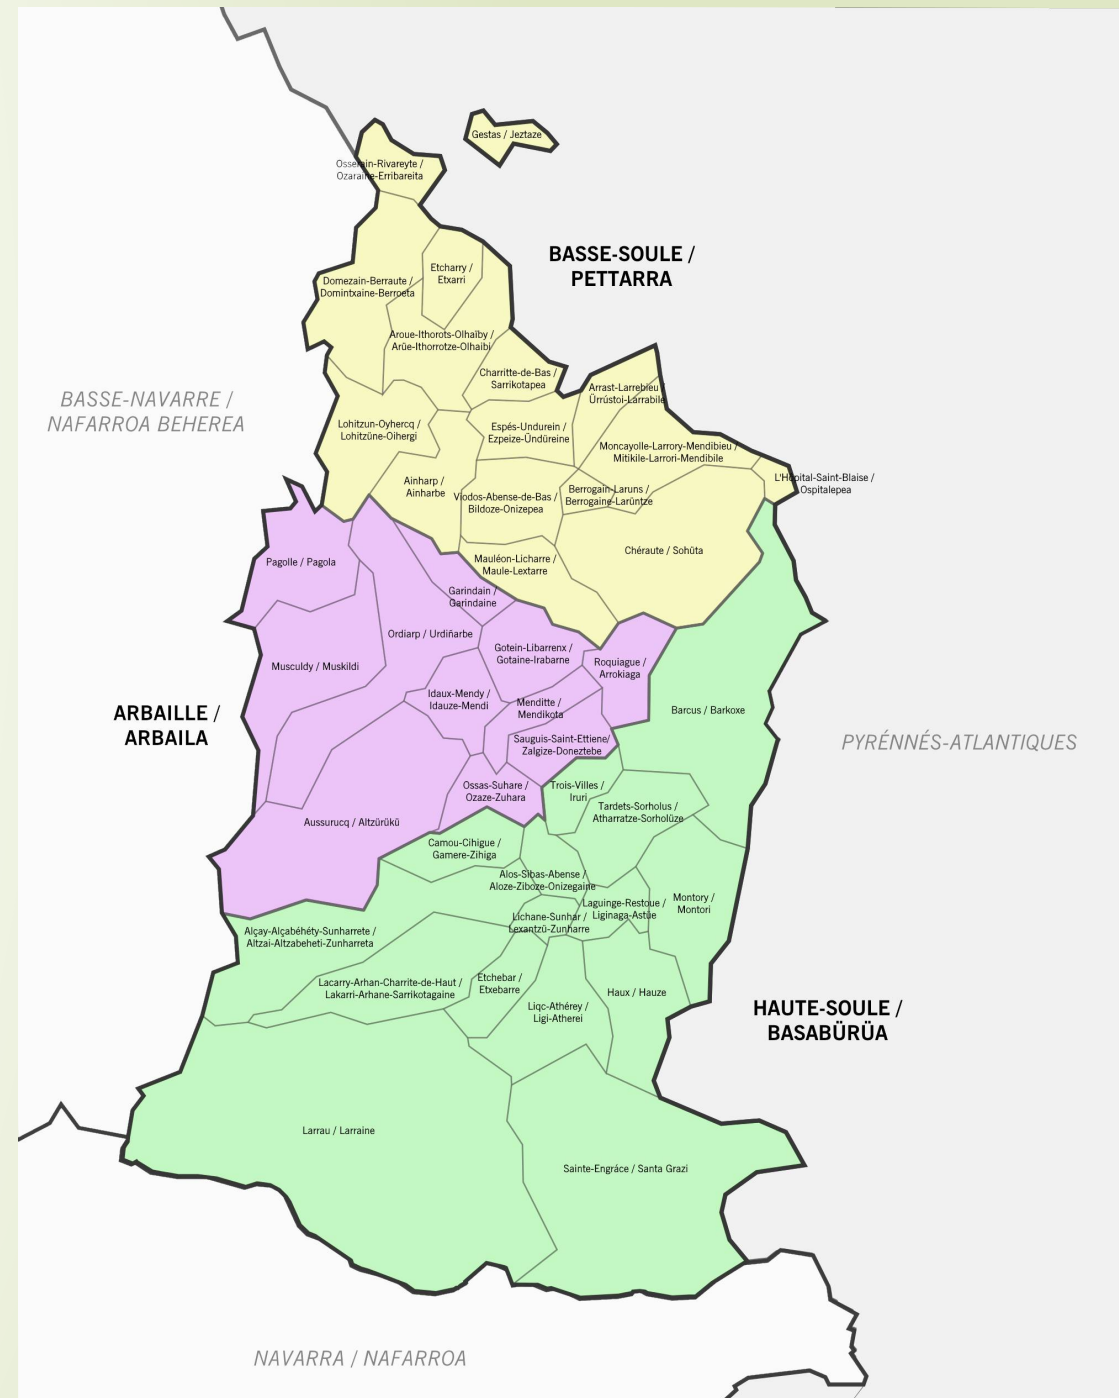 Gestas / Jeztaze
Osserain-Rivareyte /
Ozaraine-Erribareita
BASSE-SOULE /
PETTARRA
Etcharry /
Etxarri
Domezain-Berraute /
Domintxaine-Berroeta
Aroue-Ithorots-Olhaïby /
Arüe-Ithorrotze-Olhaibi
Charritte-de-Bas /
Sarrikotapea
Arrast-Larrebieu /
Ürrüstoi-Larrabile
BASSE-NAVARRE /
NAFARROA BEHEREA
Lohitzun-Oyhercq /
Lohitzüne-Oihergi
Espés-Undurein /
Ezpeize-Ündüreine
Moncayolle-Larrory-Mendibieu /
Mitikile-Larrori-Mendibile
L'Hôpital-Saint-Blaise /
Ospitalepea
Ainharp /
Ainharbe
Viodos-Abense-de-Bas /
Bildoze-Onizepea
Berrogain-Laruns /
Berrogaine-Larüntze
Chéraute / Sohüta
Mauléon-Licharre /
Maule-Lextarre
Pagolle / Pagola
Garindain /
Garindaine
Ordiarp / Urdiñarbe
Gotein-Libarrenx /
Gotaine-Irabarne
Roquiague /
Arrokiaga
Musculdy / Muskildi
Idaux-Mendy /
Idauze-Mendi
Menditte /
Mendikota
Barcus / Barkoxe
ARBAILLE /
ARBAILA
Sauguis-Saint-Ettiene/
Zalgize-Doneztebe
PYRÉNNÉS-ATLANTIQUES
Ossas-Suhare /
Ozaze-Zuhara
Trois-Villes /
Iruri
Tardets-Sorholus /
Atharratze-Sorholüze
Aussurucq / Altzürükü
Camou-Cihigue /
Gamere-Zihiga
Alos-Sibas-Abense /
Aloze-Ziboze-Onizegaine
Laguinge-Restoue /
Liginaga-Astüe
Montory /
Montori
Lichane-Sunhar /
Lexantzü-Zunharre
Alçay-Alçabéhéty-Sunharrete /
Altzai-Altzabeheti-Zunharreta
Lacarry-Arhan-Charrite-de-Haut /
Lakarri-Arhane-Sarrikotagaine
Etchebar /
Etxebarre
Haux / Hauze
Liqc-Athérey /
Ligi-Atherei
HAUTE-SOULE /
BASABÜRÜA
Larrau / Larraine
Sainte-Engráce / Santa Grazi
NAVARRA / NAFARROA